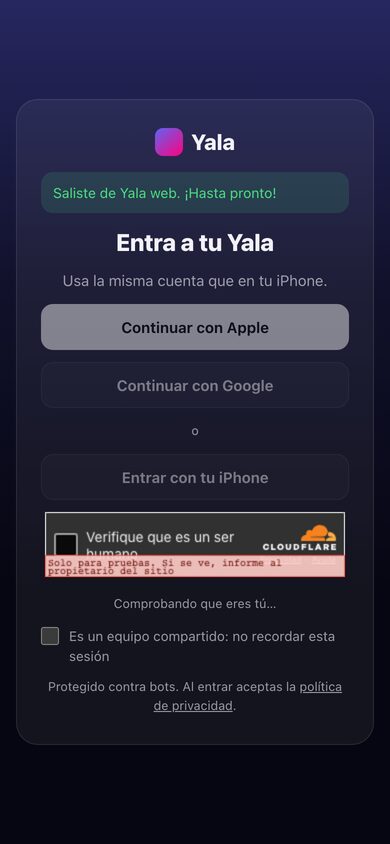 Yala
Saliste de Yala web. ¡Hasta pronto!
Entra a tu Yala
Usa la misma cuenta que en tu iPhone.
Continuar con Apple
Continuar con Google
o
Entrar con tu iPhone
Verifique que es un ser
humano
CLOUDFLARE
Solo para pruebas. Si se ve, informe al
propietario del sitio
Comprobando que eres tú...
Es un equipo compartido: no recordar esta
sesión
Protegido contra bots. Al entrar aceptas la política
de privacidad.